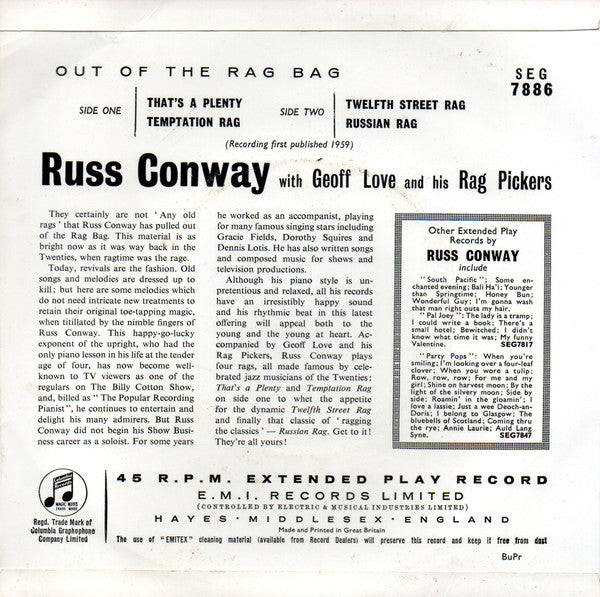 OUT OF THE RAG BAG
SEG
7886
SIDE ONE
THAT'S A PLENTY
TEMPTATION RAG
SIDE TWO
TWELFTH STREET RAG
RUSSIAN RAG
(Recording first published 1959)
Russ Conway with Geoff Love and his Rag Pickers
They certainly are not ' Any old
rags ' that Russ Conway has pulled out
of the Rag Bag. This material is as
bright now as it was way back in the
Twenties, when ragtime was the rage.
Today, revivals are the fashion. Old
songs and melodies are dressed up to
kill; but here are some melodies which
do not need intricate new treatments to
retain their original toe-tapping magic,
when titillated by the nimble fingers of
Russ Conway. This happy-go-lucky
exponent of the upright, who had the
only piano lesson in his life at the tender
age of four, has now become well-
known to TV viewers as one of the
regulars on The Billy Cotton Show,
and, billed as " The Popular Recording
Pianist ", he continues to entertain and
delight his many admirers. But Russ
Conway did not begin his Show Busi-
ness career as a soloist. For some years
he worked as an accompanist, playing
for many famous singing stars including
Gracie Fields, Dorothy Squires and
Dennis Lotis. He has also written songs
and composed music for shows and
television productions.
Although his piano style is un-
pretentious and relaxed, all his records
have an irresistibly happy sound
and his rhythmic beat in this latest
offering will appeal both to the
young and the young at heart. Ac-
companied by Geoff Love and his
Rag Pickers, Russ Conway plays
four rags, all made famous by cele-
brated jazz musicians of the Twenties:
That's a Plenty and Temptation Rag
on side one to whet the appetite
for the dynamic Twelfth Street Rag
and finally that classic of ' ragging
the classics ' — Russian Rag. Get to it!
They're all yours!
Other Extended Play
Records by
RUSS CONWAY
include
"South Pacific": Some en-
chanted evening; Bali Ha'i; Younger
than Springtime; Honey Bun;
Wonderful Guy; I'm gonna wash
that man right outa my hair.
"Pal Joey": The lady is a tramp;
I could write a book; There's a
small hotel; Bewitched; I didn't
know what time it was; My funny
Valentine. SEG7817
"Party Pops": When you're
smiling; I'm looking over a four-leaf
clover; When you wore a tulip;
Row, row, row; For me and my
girl; Shine on harvest moon; By the
light of the silvery moon; Side by
side; Roamin' in the gloamin'; I
love a lassie; Just a wee Deoch-an-
Doris; I belong to Glasgow; The
bluebells of Scotland; Coming thru
the rye; Annie Laurie; Auld Lang
Syne. SEG7847
Columbia
Records
MAGIC NOTES
TRADE MARK
Regd. Trade Mark of
Columbia Graphophone
Company Limited
45 R.P.M. EXTENDED PLAY RECORD
E.M.I. RECORDS LIMITED
(CONTROLLED BY ELECTRIC & MUSICAL INDUSTRIES LIMITED)
HAYES · MIDDLESEX · ENGLAND
Made and Printed in Great Britain
The use of "EMITEX" cleaning material (available from Record Dealers) will preserve this record and keep it free from dust
BuPr